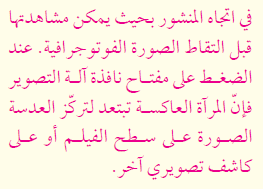 في اتجاه المنشور بحيث يمكن مشاهدتها
قبل التقاط الصورة الفوتوجرافية. عند
الضغط على مفتاح نافذة آلة التصوير
فإنّ المرآة العاكسة تبتعد لتركّز العدسة
الصورة على سطح الفيلم أو على
كاشف تصويري آخر.